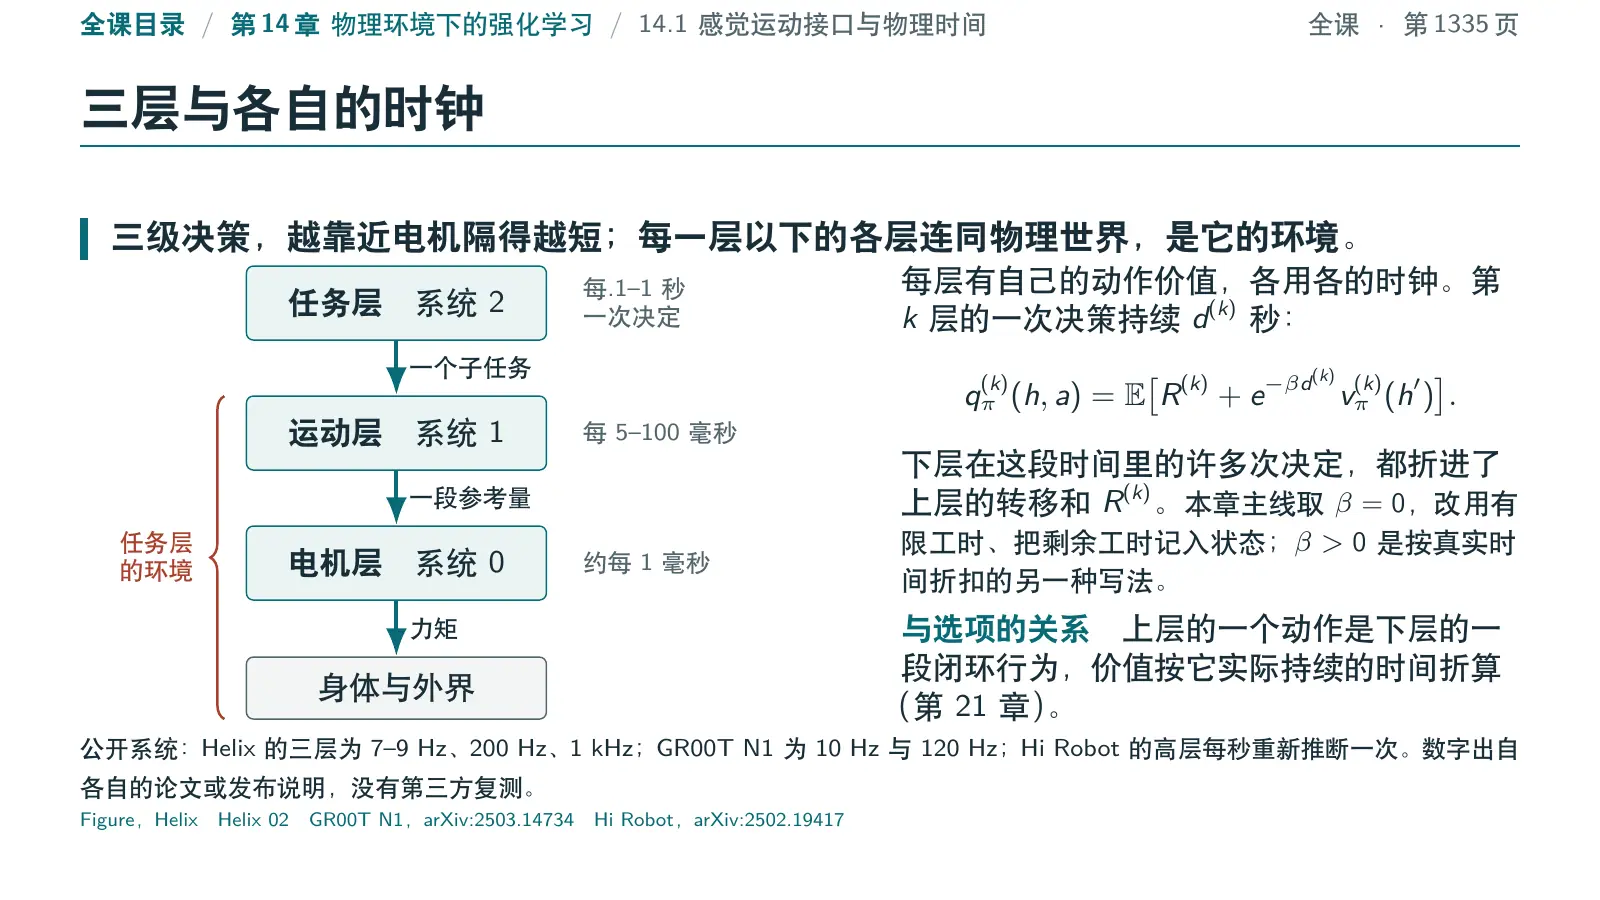 全课目录 / 第 14 章 物理环境下的强化学习 / 14.1 感觉运动接口与物理时间
全课 · 第 1335 页
三层与各自的时钟
三级决策，越靠近电机隔得越短；每一层以下的各层连同物理世界，是它的环境。
任务层 系统 2
每.1–1 秒
一次决定
一个子任务
运动层 系统 1
每 5–100 毫秒
一段参考量
任务层
的环境
电机层 系统 0
约每 1 毫秒
力矩
身体与外界
每层有自己的动作价值，各用各的时钟。第
k 层的一次决策持续 d^(k) 秒：
q_π^(k)(h, a) = 𝔼[R^(k) + e^{−βd^(k)} v_π^(k)(h′)].
下层在这段时间里的许多次决定，都折进了
上层的转移和 R^(k)。本章主线取 β = 0，改用有
限工时、把剩余工时记入状态；β > 0 是按真实时
间折扣的另一种写法。
与选项的关系 上层的一个动作是下层的一
段闭环行为，价值按它实际持续的时间折算
(第 21 章)。
公开系统：Helix 的三层为 7–9 Hz、200 Hz、1 kHz；GR00T N1 为 10 Hz 与 120 Hz；Hi Robot 的高层每秒重新推断一次。数字出自
各自的论文或发布说明，没有第三方复测。
Figure，Helix Helix 02 GR00T N1，arXiv:2503.14734 Hi Robot，arXiv:2502.19417